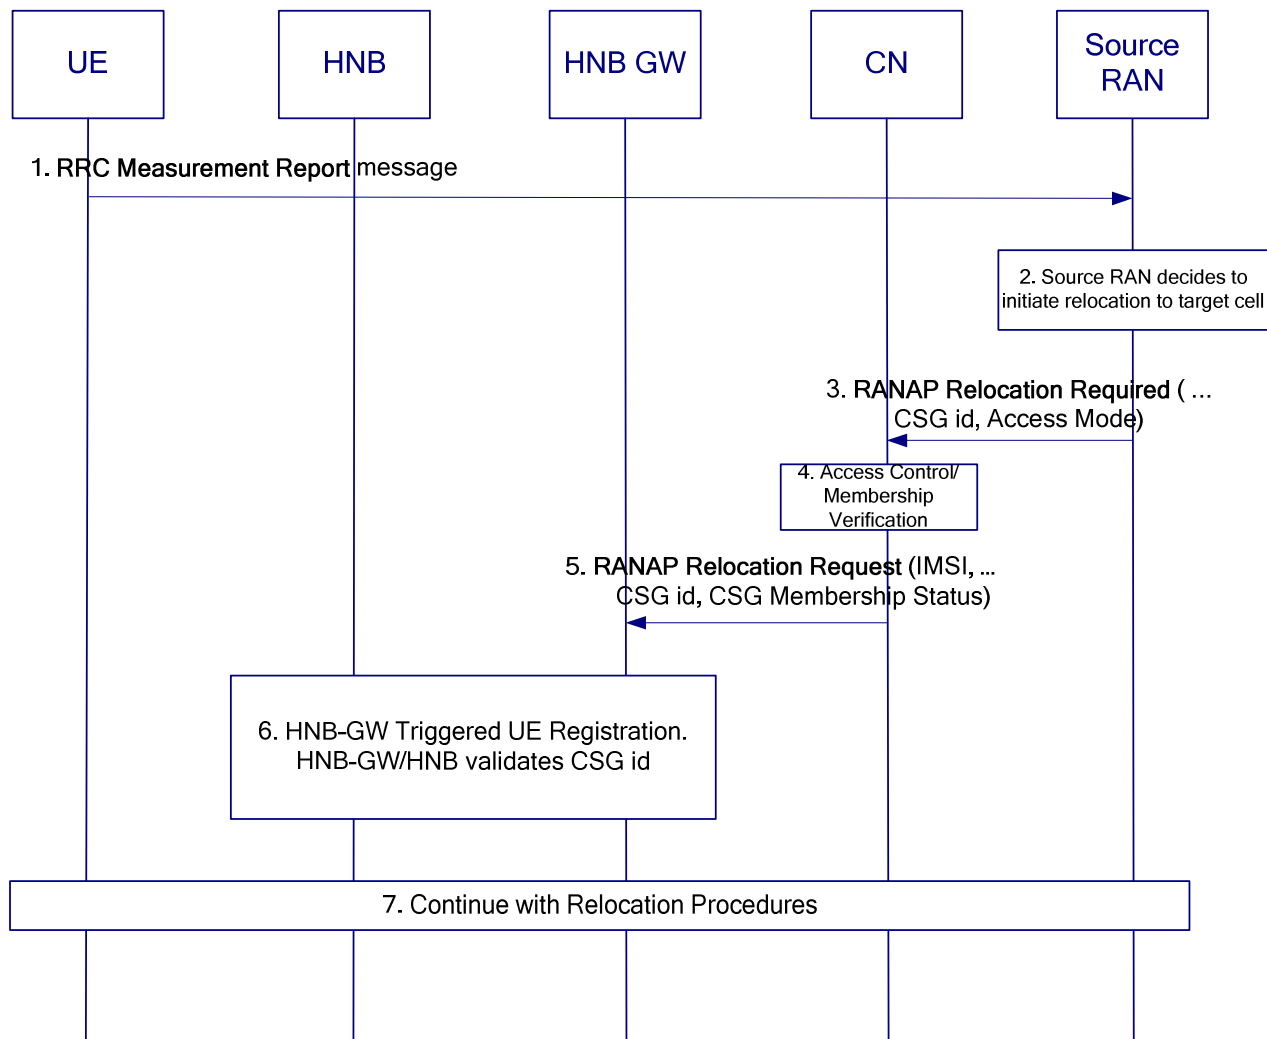 UE
HNB
HNB GW
CN
Source
RAN
1. RRC Measurement Report message
2. Source RAN decides to
initiate relocation to target cell
3. RANAP Relocation Required ( ...
CSG id, Access Mode)
4. Access Control/
Membership
Verification
5. RANAP Relocation Request (IMSI, ...
CSG id, CSG Membership Status)
6. HNB-GW Triggered UE Registration.
HNB-GW/HNB validates CSG id
7. Continue with Relocation Procedures